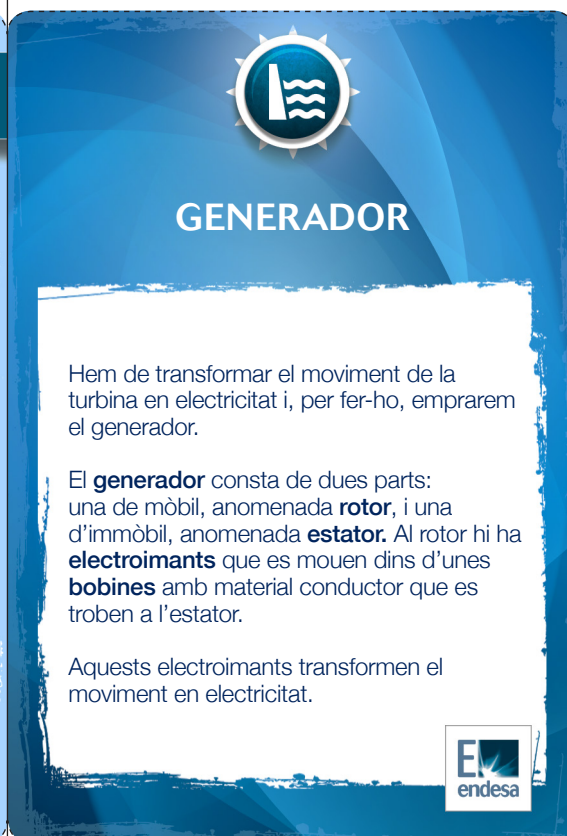 GENERADOR
Hem de transformar el moviment de la
turbina en electricitat i, per fer-ho, emprarem
el generador.
El generador consta de dues parts:
una de mòbil, anomenada rotor, i una
d’immòbil, anomenada estator. Al rotor hi ha
electroimants que es mouen dins d’unes
bobines amb material conductor que es
troben a l’estator.
Aquests electroimants transformen el
moviment en electricitat.
E
endesa